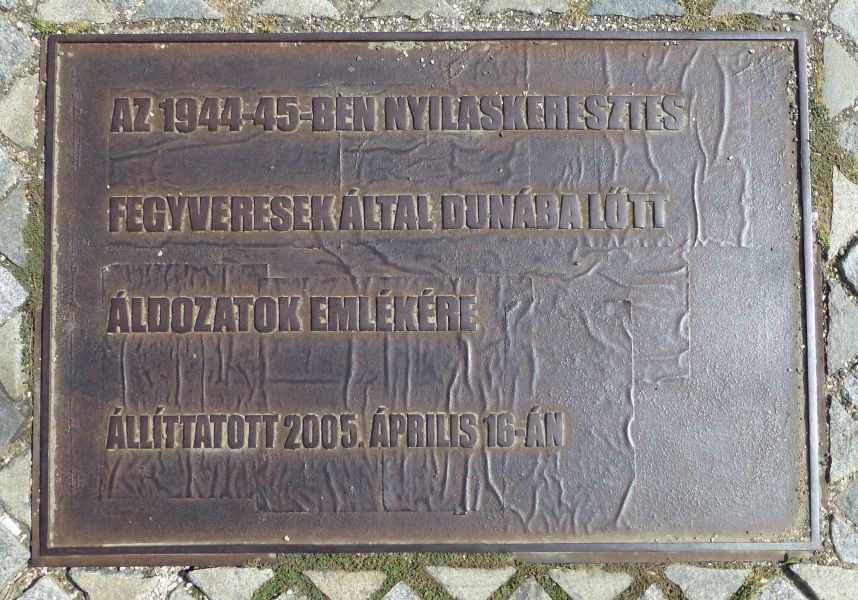 AZ 1944-45-BEN NYILASKERESZTES
FEGYVERESEK ÁLTAL DUNÁBA LŐTT
ÁLDOZATOK EMLÉKÉRE
ÁLLÍTTATOTT 2005. ÁPRILIS 16-ÁN